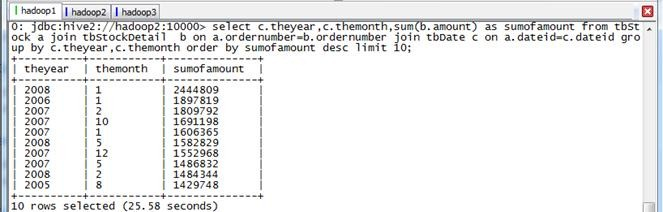 hadoop1 hadoop2 hadoop3
0: jdbc:hive2://hadoop2:10000> select c.theyear,c.themonth,sum(b.amount) as sumofamount from tbSt
ock a join tbStockDetail  b on a.ordernumber=b.ordernumber join tbDate c on a.dateid=c.dateid gro
up by c.theyear,c.themonth order by sumofamount desc limit 10;
+----------+-----------+--------------+
| theyear  | themonth  | sumofamount  |
+----------+-----------+--------------+
| 2008     | 1         | 2444809      |
| 2006     | 1         | 1897819      |
| 2007     | 2         | 1809792      |
| 2007     | 10        | 1691198      |
| 2007     | 1         | 1606365      |
| 2008     | 5         | 1582829      |
| 2007     | 12        | 1552968      |
| 2007     | 5         | 1486832      |
| 2008     | 2         | 1484344      |
| 2005     | 8         | 1429748      |
+----------+-----------+--------------+
10 rows selected (25.58 seconds)